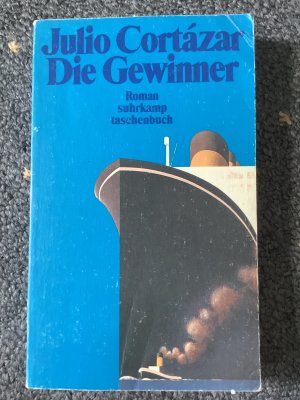 Julio Cortázar
Die Gewinner
Roman
suhrkamp
taschenbuch